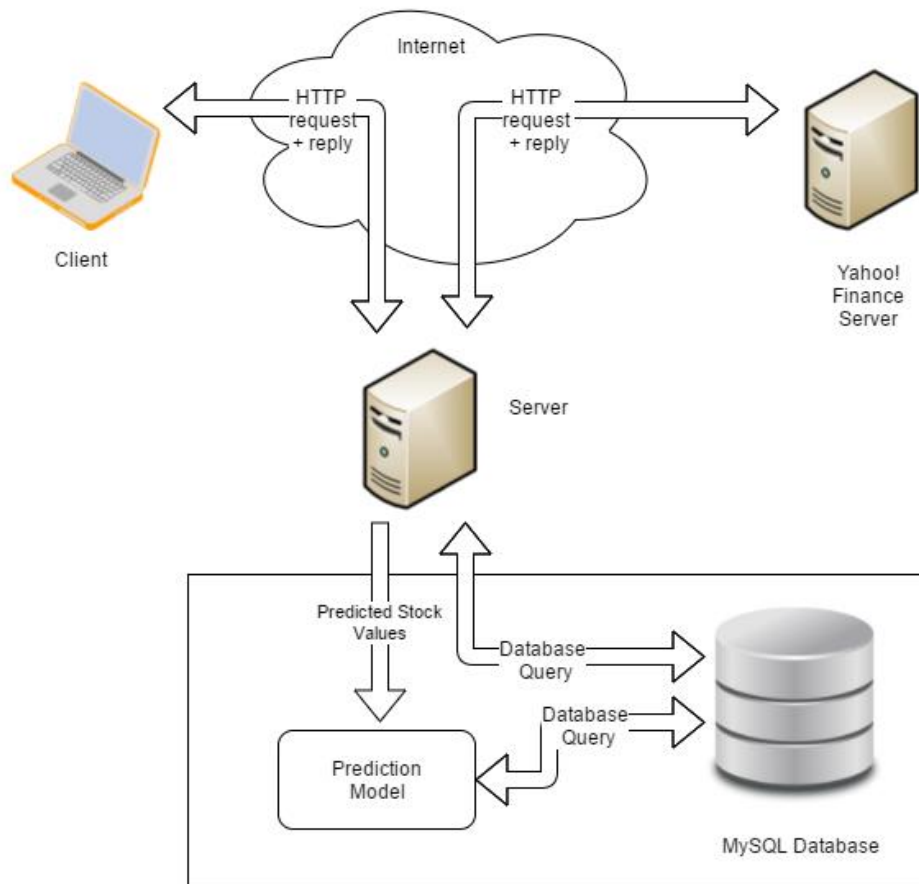 Internet
HTTP
request
+ reply
HTTP
request
+ reply
Client
Yahoo!
Finance
Server
Server
Predicted Stock
Values
Database
Query
Database
Query
Prediction
Model
MySQL Database